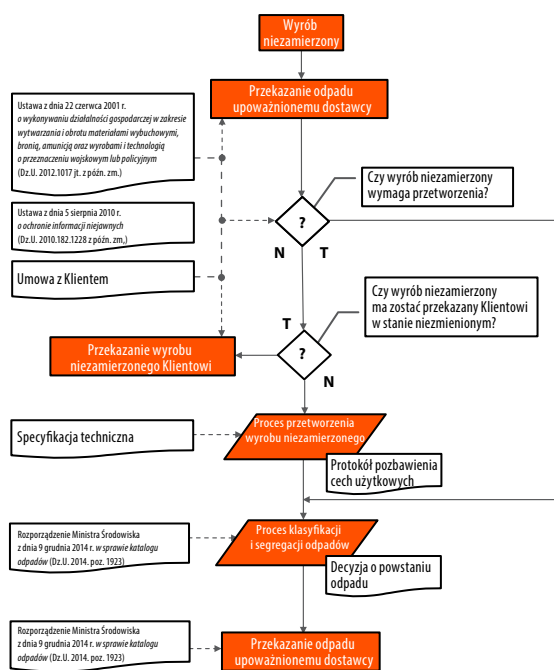 Wyrób
niezamierzony
Przekazanie odpadu
upoważnionemu dostawcy
Ustawa z dnia 22 czerwca 2001 r.
o wykonywaniu działalności gospodarczej w zakresie
wytwarzania i obrotu materiałami wybuchowymi,
bronią, amunicją oraz wyrobami i technologią
o przeznaczeniu wojskowym lub policyjnym
(Dz.U. 2012.1017 jt. z późn. zm.)
Czy wyrób niezamierzony
wymaga przetworzenia?
?
N
T
Ustawa z dnia 5 sierpnia 2010 r.
o ochronie informacji niejawnych
(Dz.U. 2010.182.1228 z późn. zm,)
Umowa z Klientem
Czy wyrób niezamierzony
ma zostać przekazany Klientowi
w stanie niezmienionym?
T
?
N
Przekazanie wyrobu
niezamierzonego Klientowi
Proces przetworzenia
wyrobu niezamierzonego
Specyfikacja techniczna
Protokół pozbawienia
cech użytkowych
Rozporządzenie Ministra Środowiska
z dnia 9 grudnia 2014 r. w sprawie katalogu
odpadów (Dz.U. 2014. poz. 1923)
Proces klasyfikacji
i segregacji odpadów
Decyzja o powstaniu
odpadu
Rozporządzenie Ministra Środowiska
z dnia 9 grudnia 2014 r. w sprawie katalogu
odpadów (Dz.U. 2014. poz. 1923)
Przekazanie odpadu
upoważnionemu dostawcy